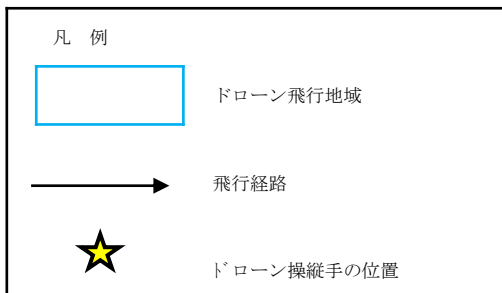 凡 例
ドローン飛行地域
飛行経路
ドローン操縦手の位置